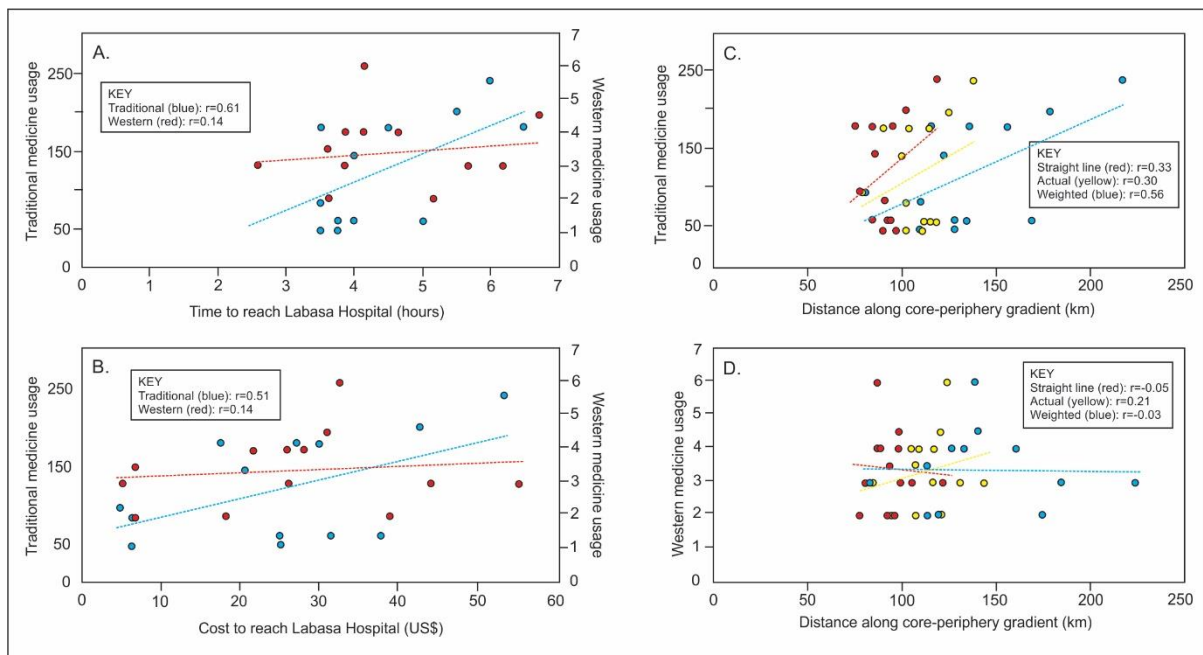 A.
KEY
Traditional (blue): r=0.61
Western (red): r=0.14
Traditional medicine usage
250
150
50
0
Western medicine usage
7
6
5
4
3
2
1
0
0 1 2 3 4 5 6 7
Time to reach Labasa Hospital (hours)
B.
KEY
Traditional (blue): r=0.51
Western (red): r=0.14
Traditional medicine usage
250
150
50
0
Western medicine usage
7
6
5
4
3
2
1
0
0 10 20 30 40 50 60
Cost to reach Labasa Hospital (US$)
C.
KEY
Straight line (red): r=0.33
Actual (yellow): r=0.30
Weighted (blue): r=0.56
Traditional medicine usage
250
150
50
0
0 50 100 150 200 250
Distance along core-periphery gradient (km)
D.
KEY
Straight line (red): r=-0.05
Actual (yellow): r=0.21
Weighted (blue): r=-0.03
Western medicine usage
7
6
5
4
3
2
1
0
0 50 100 150 200 250
Distance along core-periphery gradient (km)